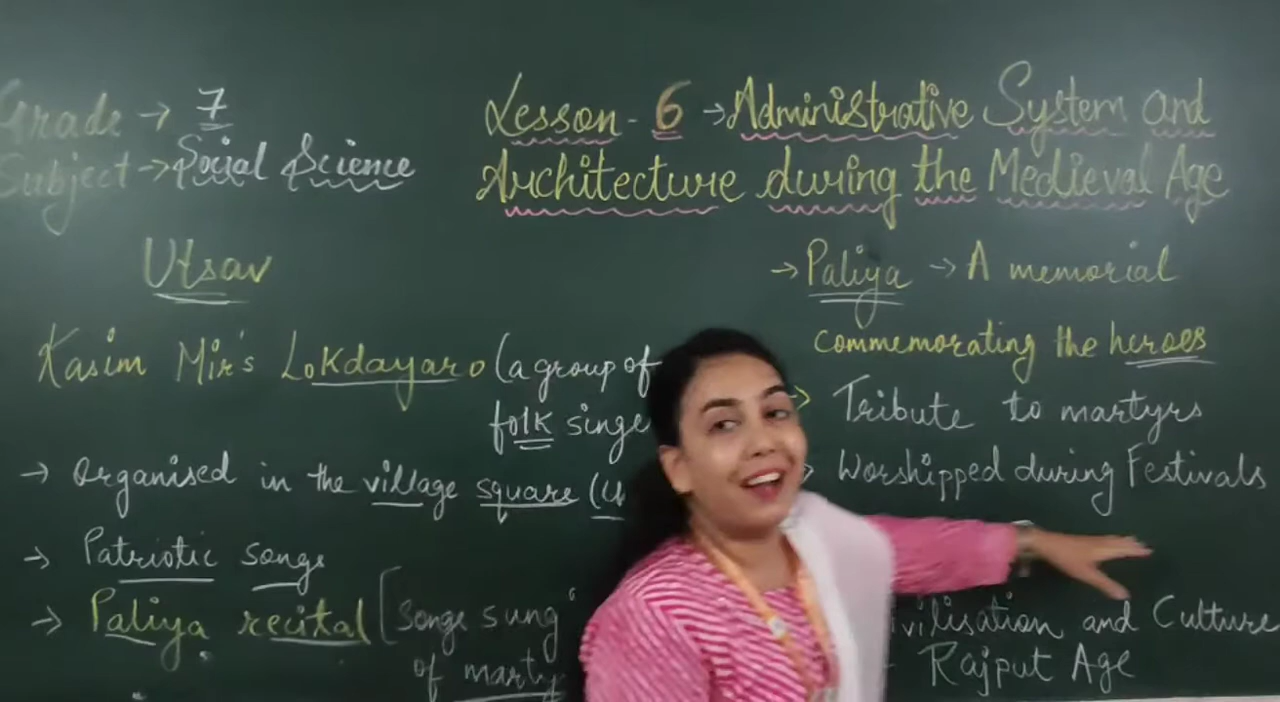 Grade → 7
Subject → Social Science
Lesson - 6 → Administrative System and
Architecture during the Medieval Age
Utsav
Kasim Mir's Lokdayaro (a group of
folk singe
→ Organised in the village square (
→ Patriotic songs
→ Paliya recital [Songs sung
of marty
→ Paliya → A memorial
commemorating the heroes
Tribute to martyrs
Worshipped during Festivals
ivilisation and Culture
Rajput Age